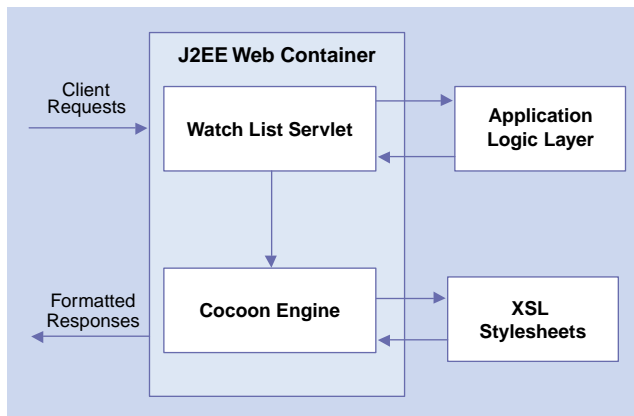 J2EE Web Container
Client
Requests
Watch List Servlet
Application
Logic Layer
Formatted
Responses
Cocoon Engine
XSL
Stylesheets